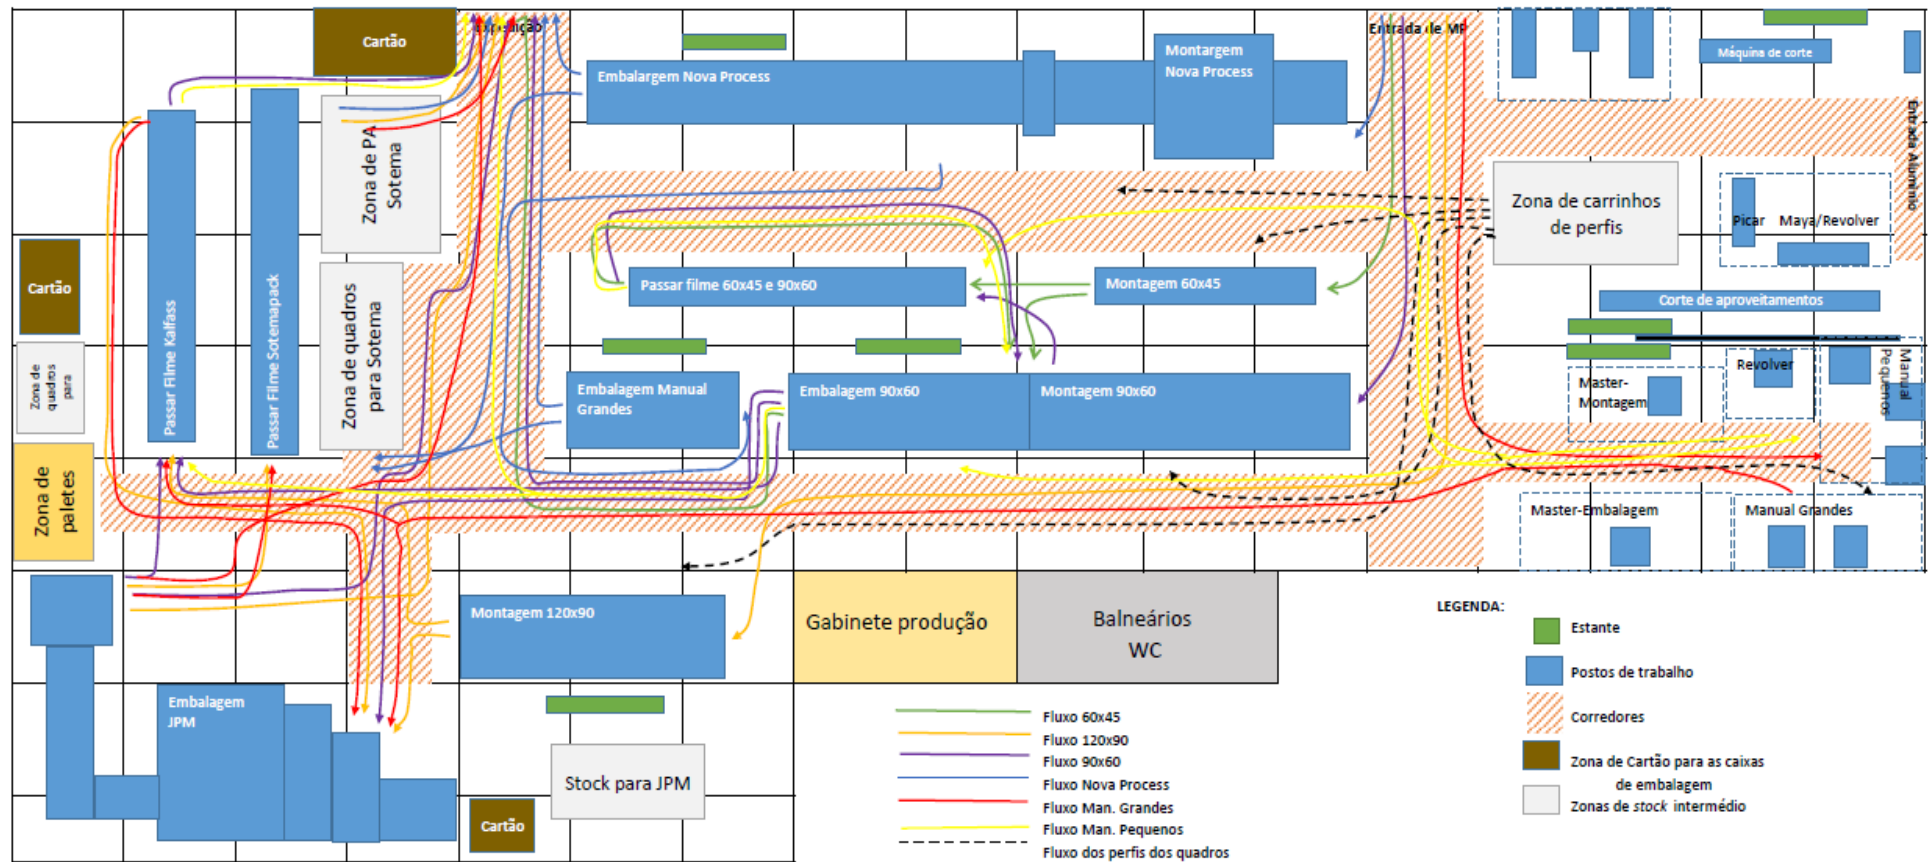 Cartão
Expedição
Embalargem Nova Process
Montargem
Nova Process
Entrada de MP
Máquina de corte
Entrada Alumínio
Zona de PA
Sotema
Zona de carrinhos
de perfis
Picar
Maya/Revolver
Cartão
Passar Filme Kalfass
Passar Filme Sotemapack
Zona de quadros
para Sotema
Passar filme 60x45 e 90x60
Montagem 60x45
Corte de aproveitamentos
Zona de
quadros
para
Embalagem Manual
Grandes
Embalagem 90x60
Montagem 90x60
Master-
Montagem
Revolver
Manual
Pequenos
Zona de
paletes
Master-Embalagem
Manual Grandes
Montagem 120x90
Gabinete produção
Balneários
WC
Embalagem
JPM
Stock para JPM
Cartão
LEGENDA:
Estante
Postos de trabalho
Corredores
Zona de Cartão para as caixas
de embalagem
Zonas de stock intermédio
Fluxo 60x45
Fluxo 120x90
Fluxo 90x60
Fluxo Nova Process
Fluxo Man. Grandes
Fluxo Man. Pequenos
Fluxo dos perfis dos quadros